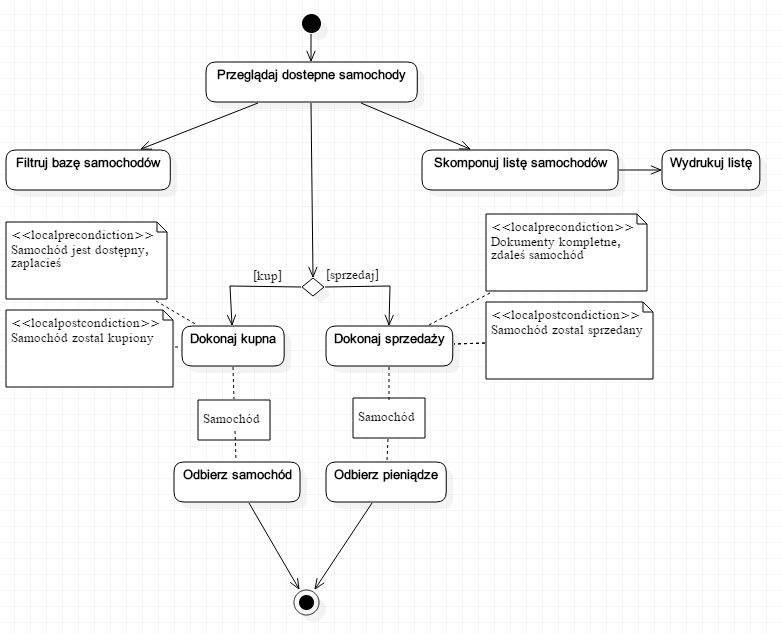 Przeglądaj dostepne samochody
Filtruj bazę samochodów
Skomponuj listę samochodów
Wydrukuj listę
<<localprecondiction>>
Samochód jest dostępny,
zaplacieś
<<localprecondiction>>
Dokumenty kompletne,
zdaleś samochód
[kup]
[sprzedaj]
<<localpostcondiction>>
Samochód zostal kupiony
Dokonaj kupna
Dokonaj sprzedaży
<<localpostcondiction>>
Samochód zostal sprzedany
Samochód
Samochód
Odbierz samochód
Odbierz pieniądze